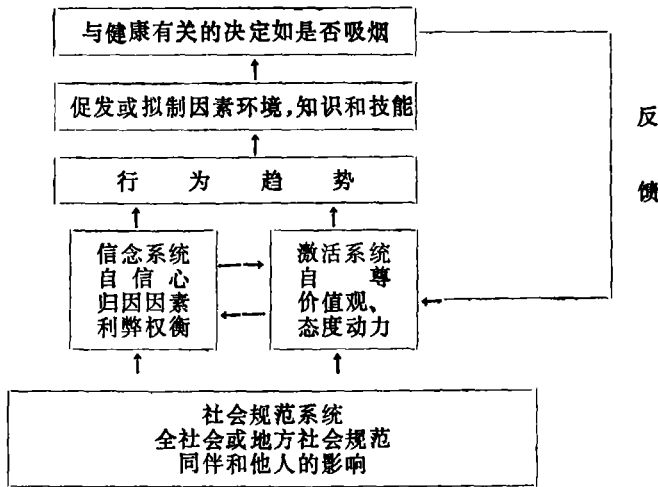 与健康有关的决定如是否吸烟
促发或拟制因素环境,知识和技能
行为趋势
信念系统
自信心
归因因素
利弊权衡
激活系统
自尊
价值观、
态度动力
反馈
社会规范系统
全社会或地方社会规范
同伴和他人的影响